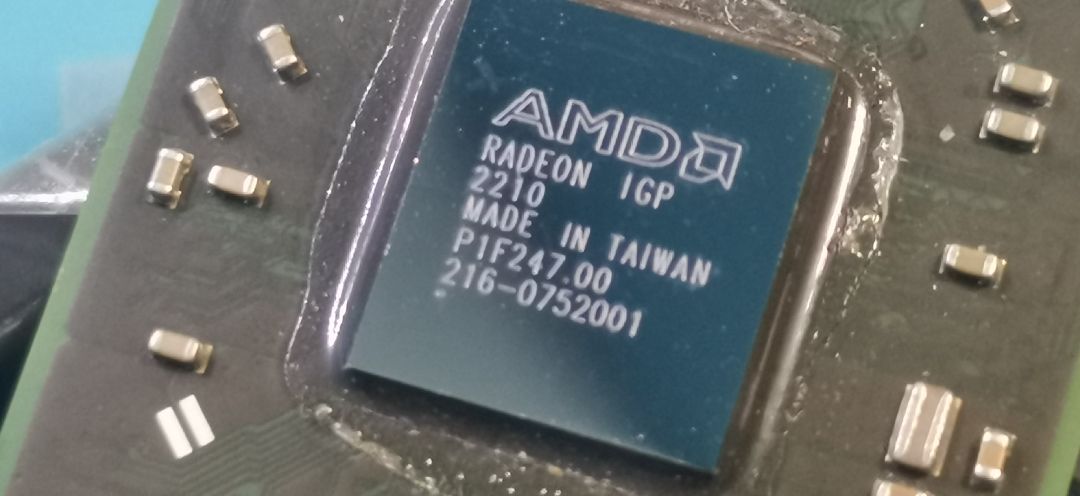 AMD
RADEON IGP
2210
MADE IN TAIWAN
P1F247.00
216-0752001